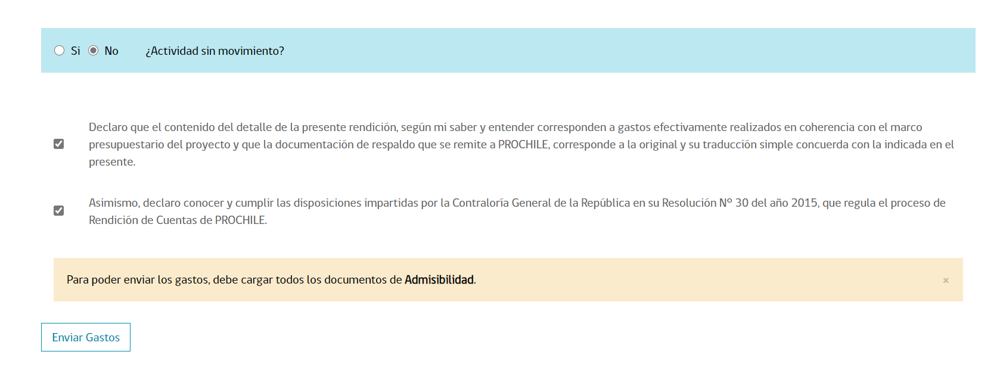 Si No ¿Actividad sin movimiento?
Declaro que el contenido del detalle de la presente rendición, según mi saber y entender corresponden a gastos efectivamente realizados en coherencia con el marco
presupuestario del proyecto y que la documentación de respaldo que se remite a PROCHILE, corresponde a la original y su traducción simple concuerda con la indicada en el
presente.
Asimismo, declaro conocer y cumplir las disposiciones impartidas por la Contraloría General de la República en su Resolución Nº 30 del año 2015, que regula el proceso de
Rendición de Cuentas de PROCHILE.
Para poder enviar los gastos, debe cargar todos los documentos de Admisibilidad. ×
Enviar Gastos